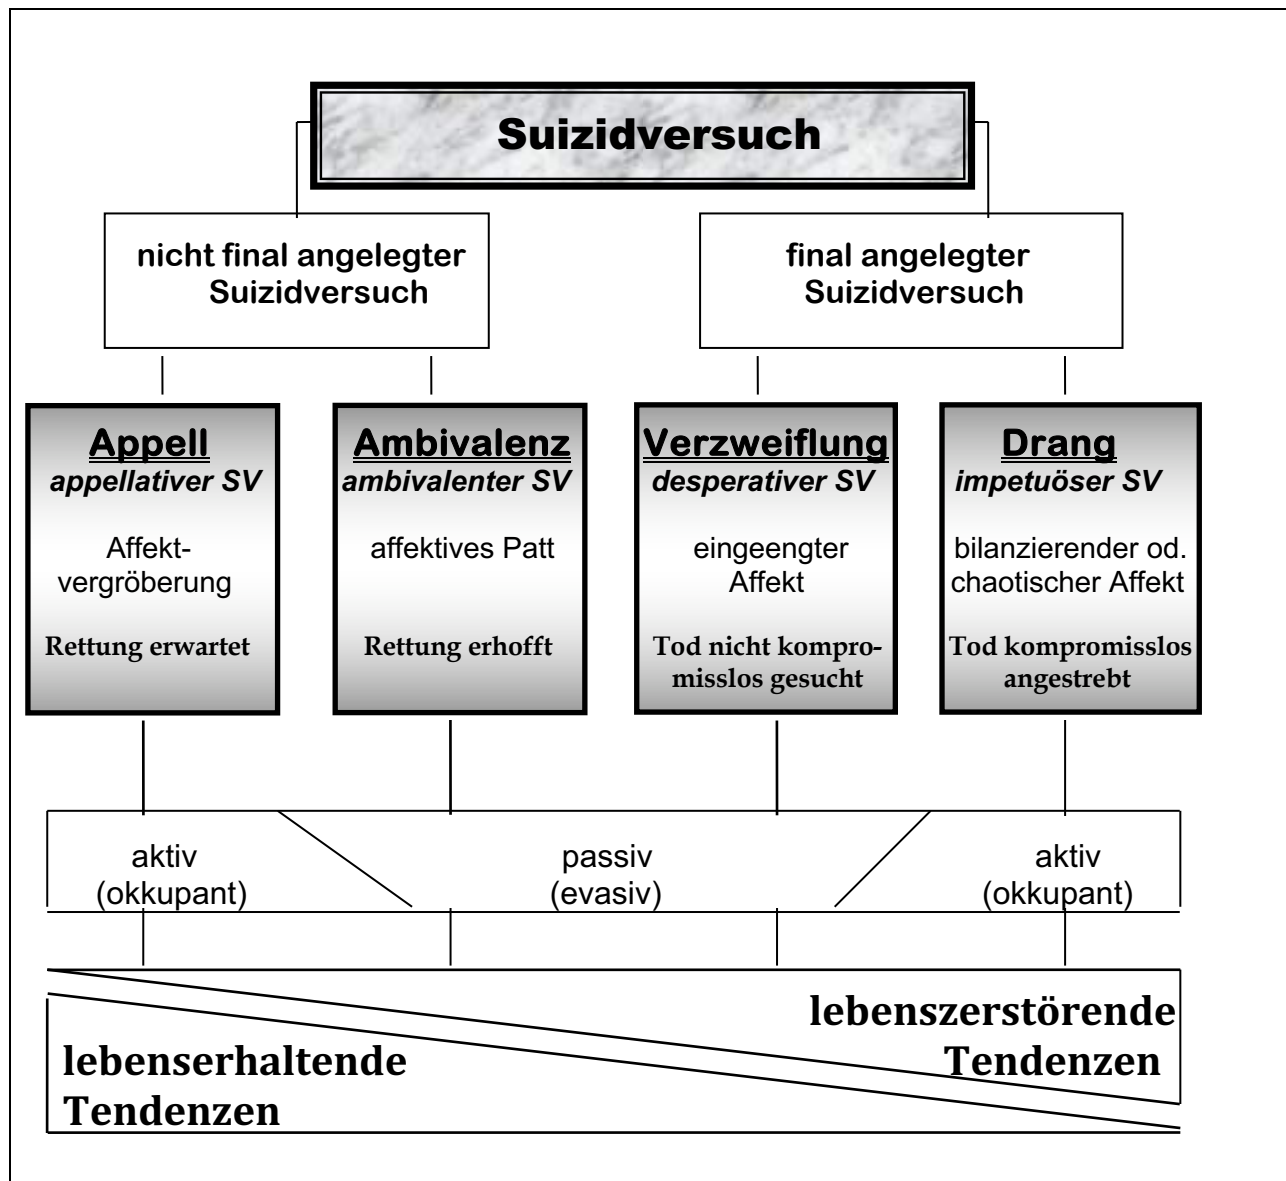 Suizidversuch
nicht final angelegter
Suizidversuch
final angelegter
Suizidversuch
Appell
appellativer SV
Affekt-
vergröberung
Rettung erwartet
Ambivalenz
ambivalenter SV
affektives Patt
Rettung erhofft
Verzweiflung
desperativer SV
eingeengter
Affekt
Tod nicht kompro-
misslos gesucht
Drang
impetuöser SV
bilanzierender od.
chaotischer Affekt
Tod kompromisslos
angestrebt
aktiv
(okkupant)
passiv
(evasiv)
aktiv
(okkupant)
lebenszerstörende
Tendenzen
lebenserhaltende
Tendenzen